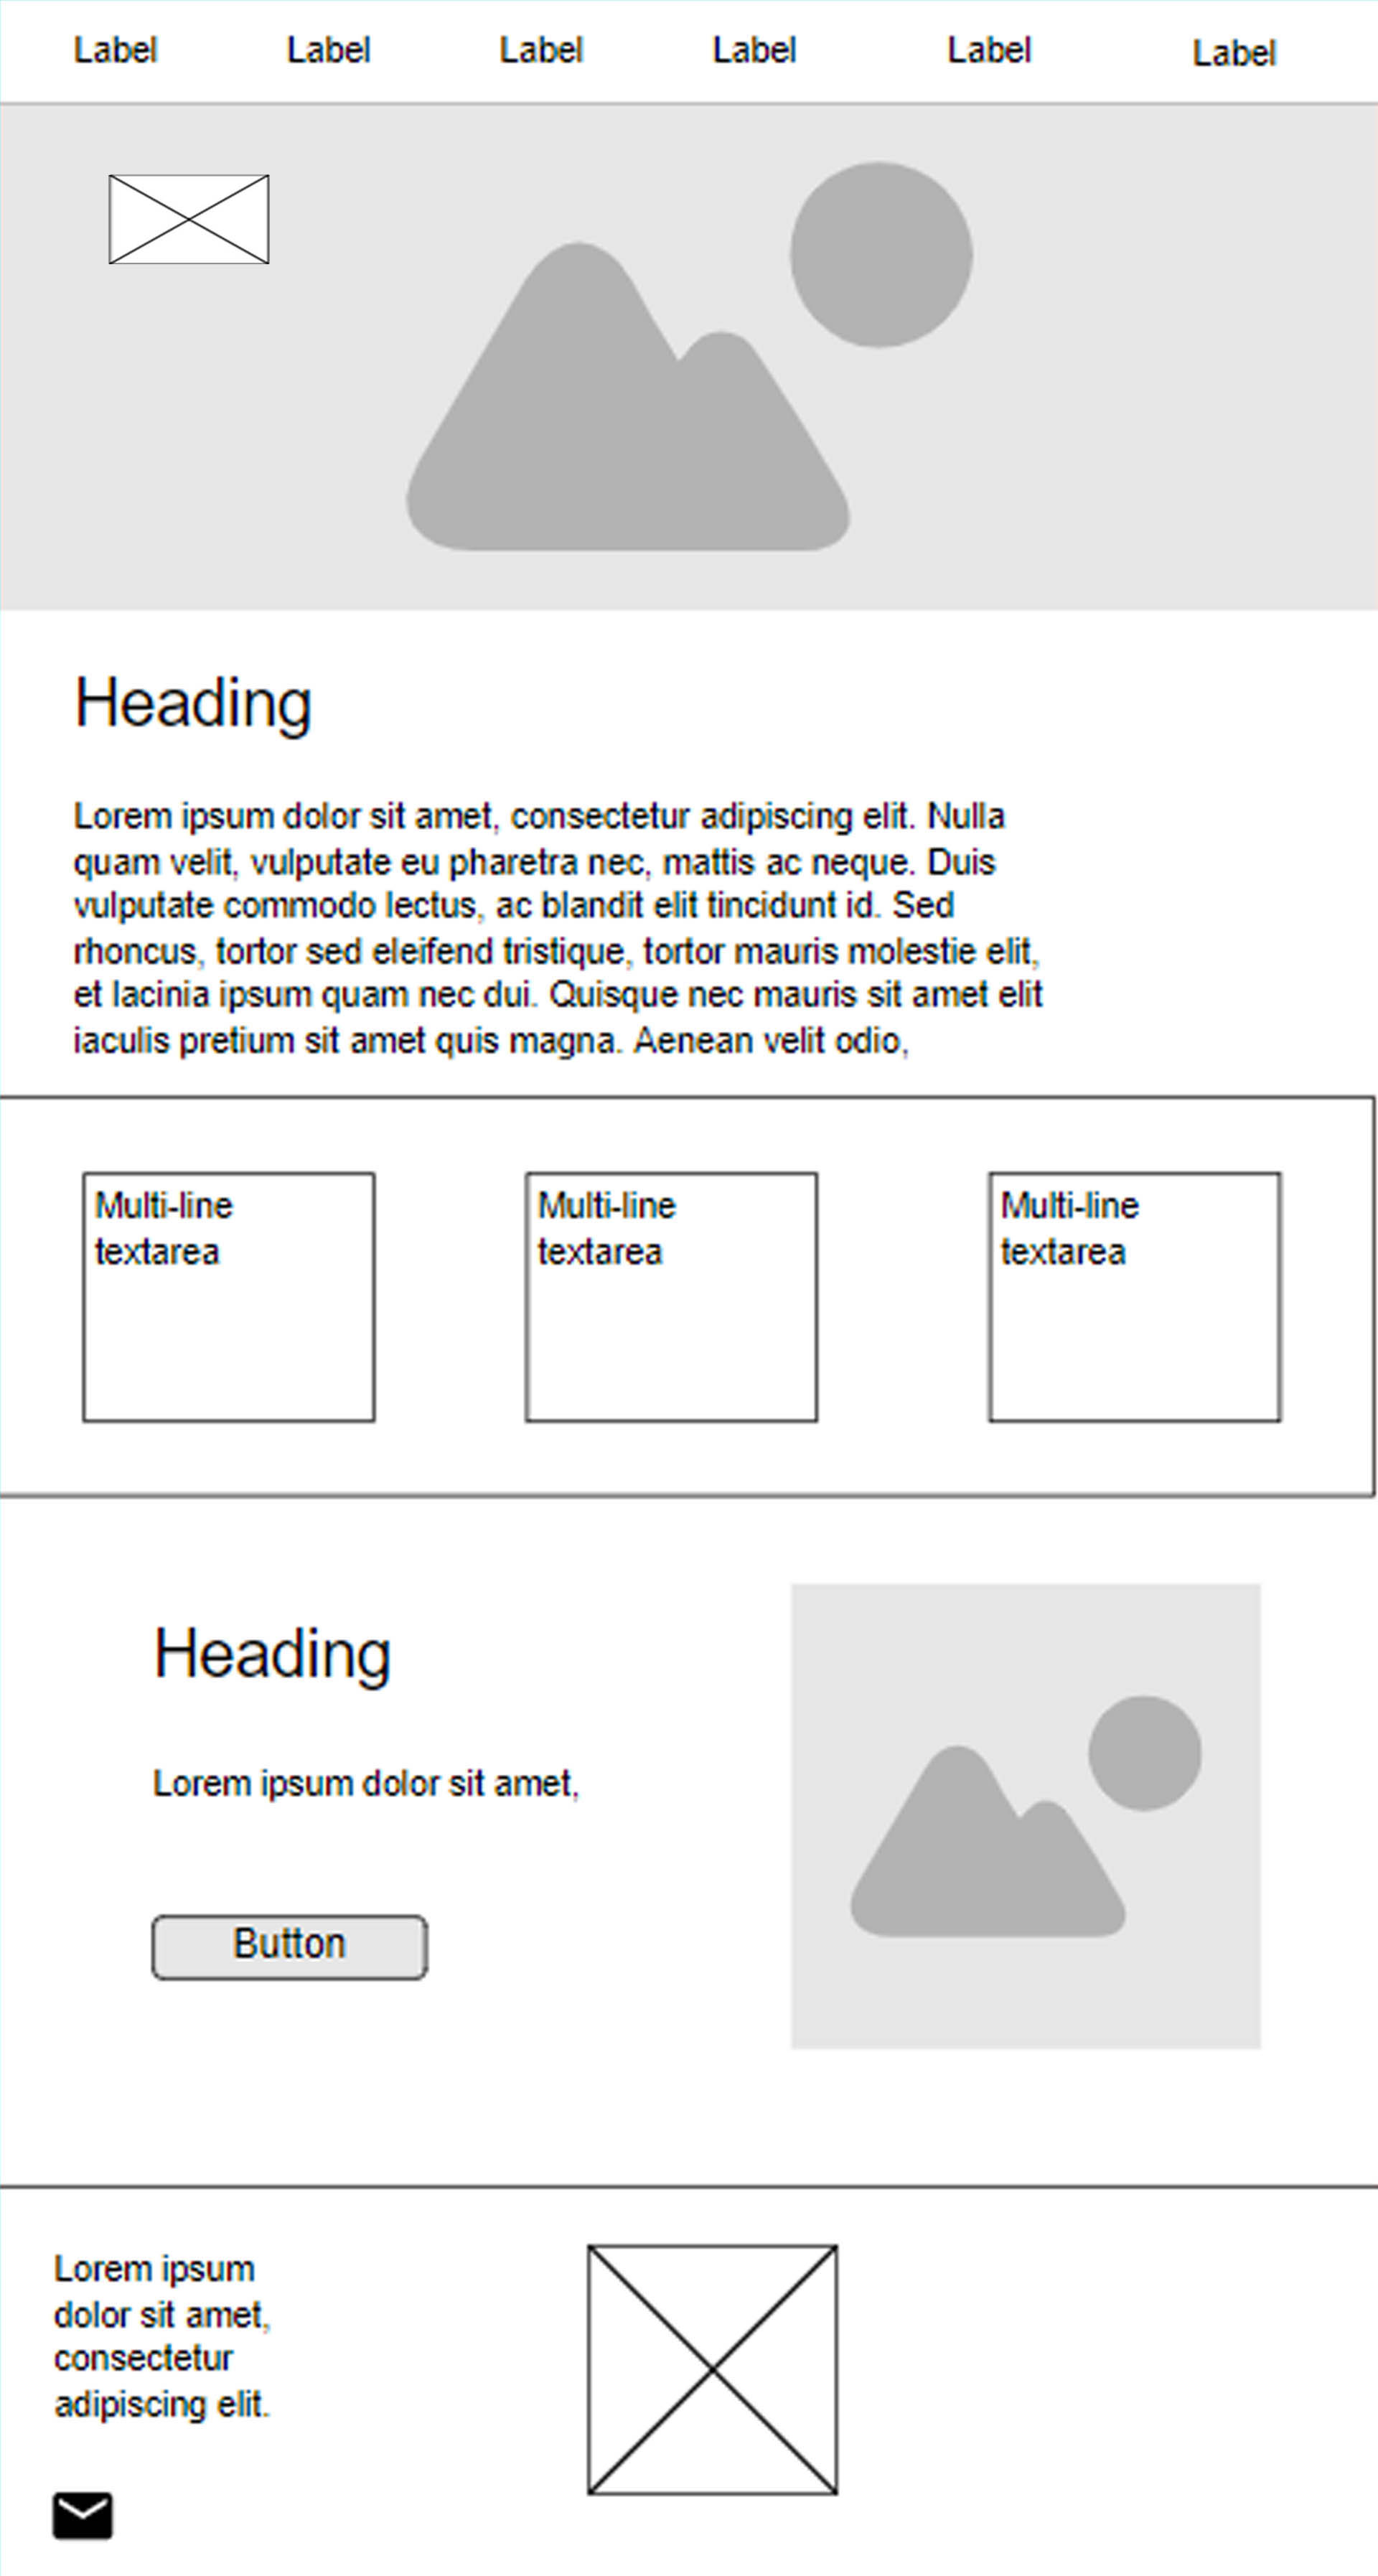 Label Label Label Label Label Label
Heading
Lorem ipsum dolor sit amet, consectetur adipiscing elit. Nulla
quam velit, vulputate eu pharetra nec, mattis ac neque. Duis
vulputate commodo lectus, ac blandit elit tincidunt id. Sed
rhoncus, tortor sed eleifend tristique, tortor mauris molestie elit,
et lacinia ipsum quam nec dui. Quisque nec mauris sit amet elit
iaculis pretium sit amet quis magna. Aenean velit odio,
Multi-line
textarea
Multi-line
textarea
Multi-line
textarea
Heading
Lorem ipsum dolor sit amet,
Button
Lorem ipsum
dolor sit amet,
consectetur
adipiscing elit.